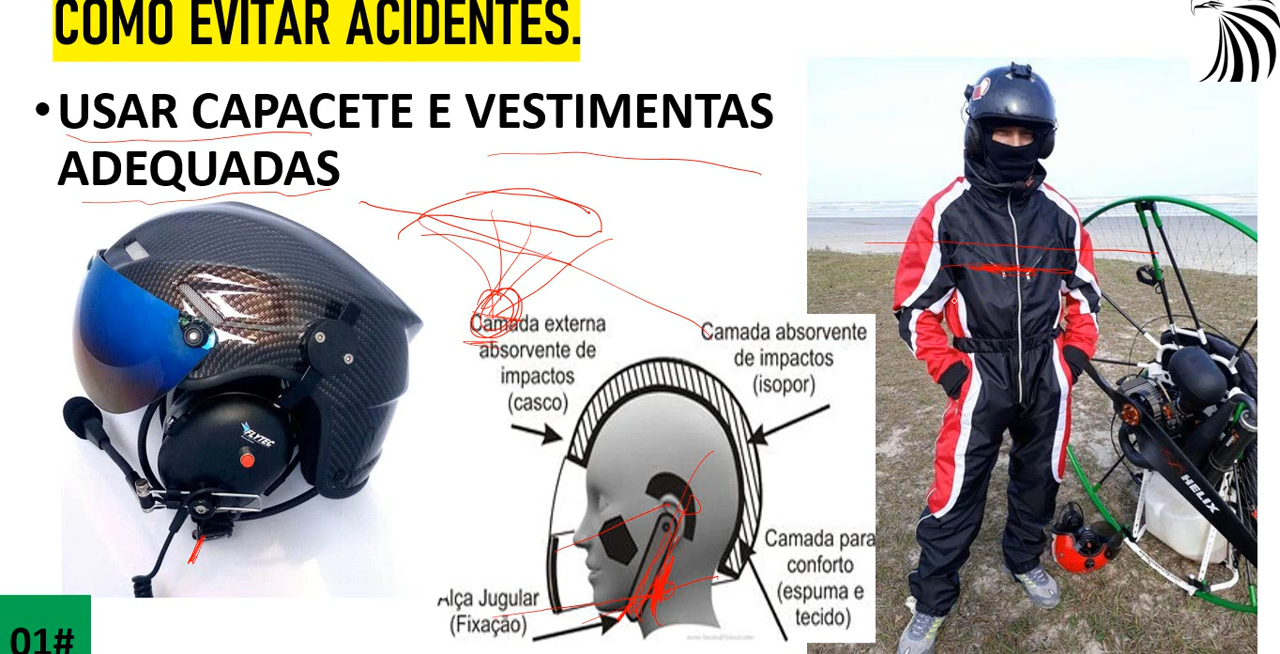 COMO EVITAR ACIDENTES.
• USAR CAPACETE E VESTIMENTAS
ADEQUADAS
FLYTEC
Camada externa
absorvente de
impactos
(casco)
Camada absorvente
de impactos
(isopor)
Camada para
conforto
(espuma e
tecido)
Alça Jugular
(Fixação)
HELIX
01#